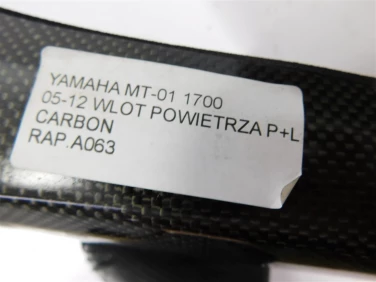 YAMAHA MT-01 1700
05-12 WLOT POWIETRZA P+L
CARBON
RAP.A063